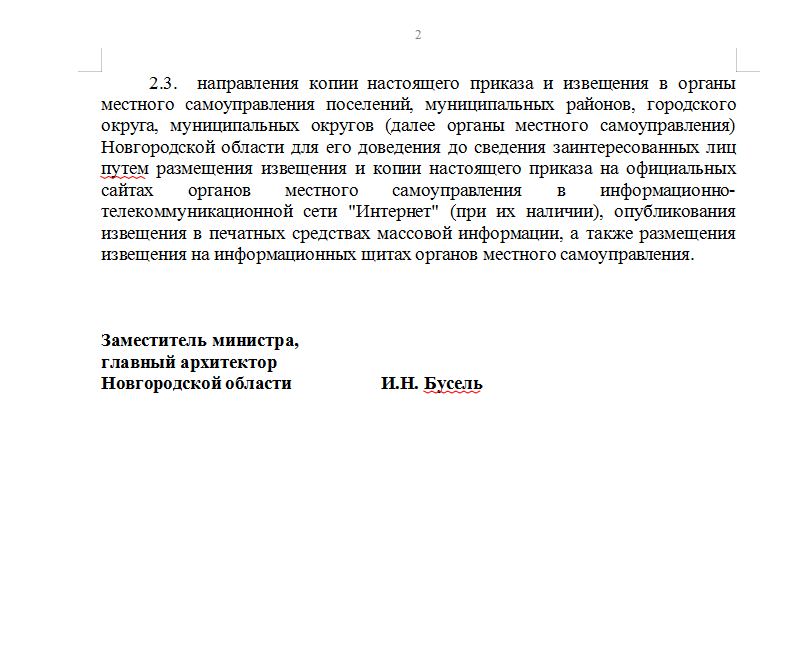 2
2.3. направления копии настоящего приказа и извещения в органы
местного самоуправления поселений, муниципальных районов, городского
округа, муниципальных округов (далее органы местного самоуправления)
Новгородской области для его доведения до сведения заинтересованных лиц
путем размещения извещения и копии настоящего приказа на официальных
сайтах органов местного самоуправления в информационно-
телекоммуникационной сети "Интернет" (при их наличии), опубликования
извещения в печатных средствах массовой информации, а также размещения
извещения на информационных щитах органов местного самоуправления.
Заместитель министра,
главный архитектор
Новгородской области И.Н. Бусель